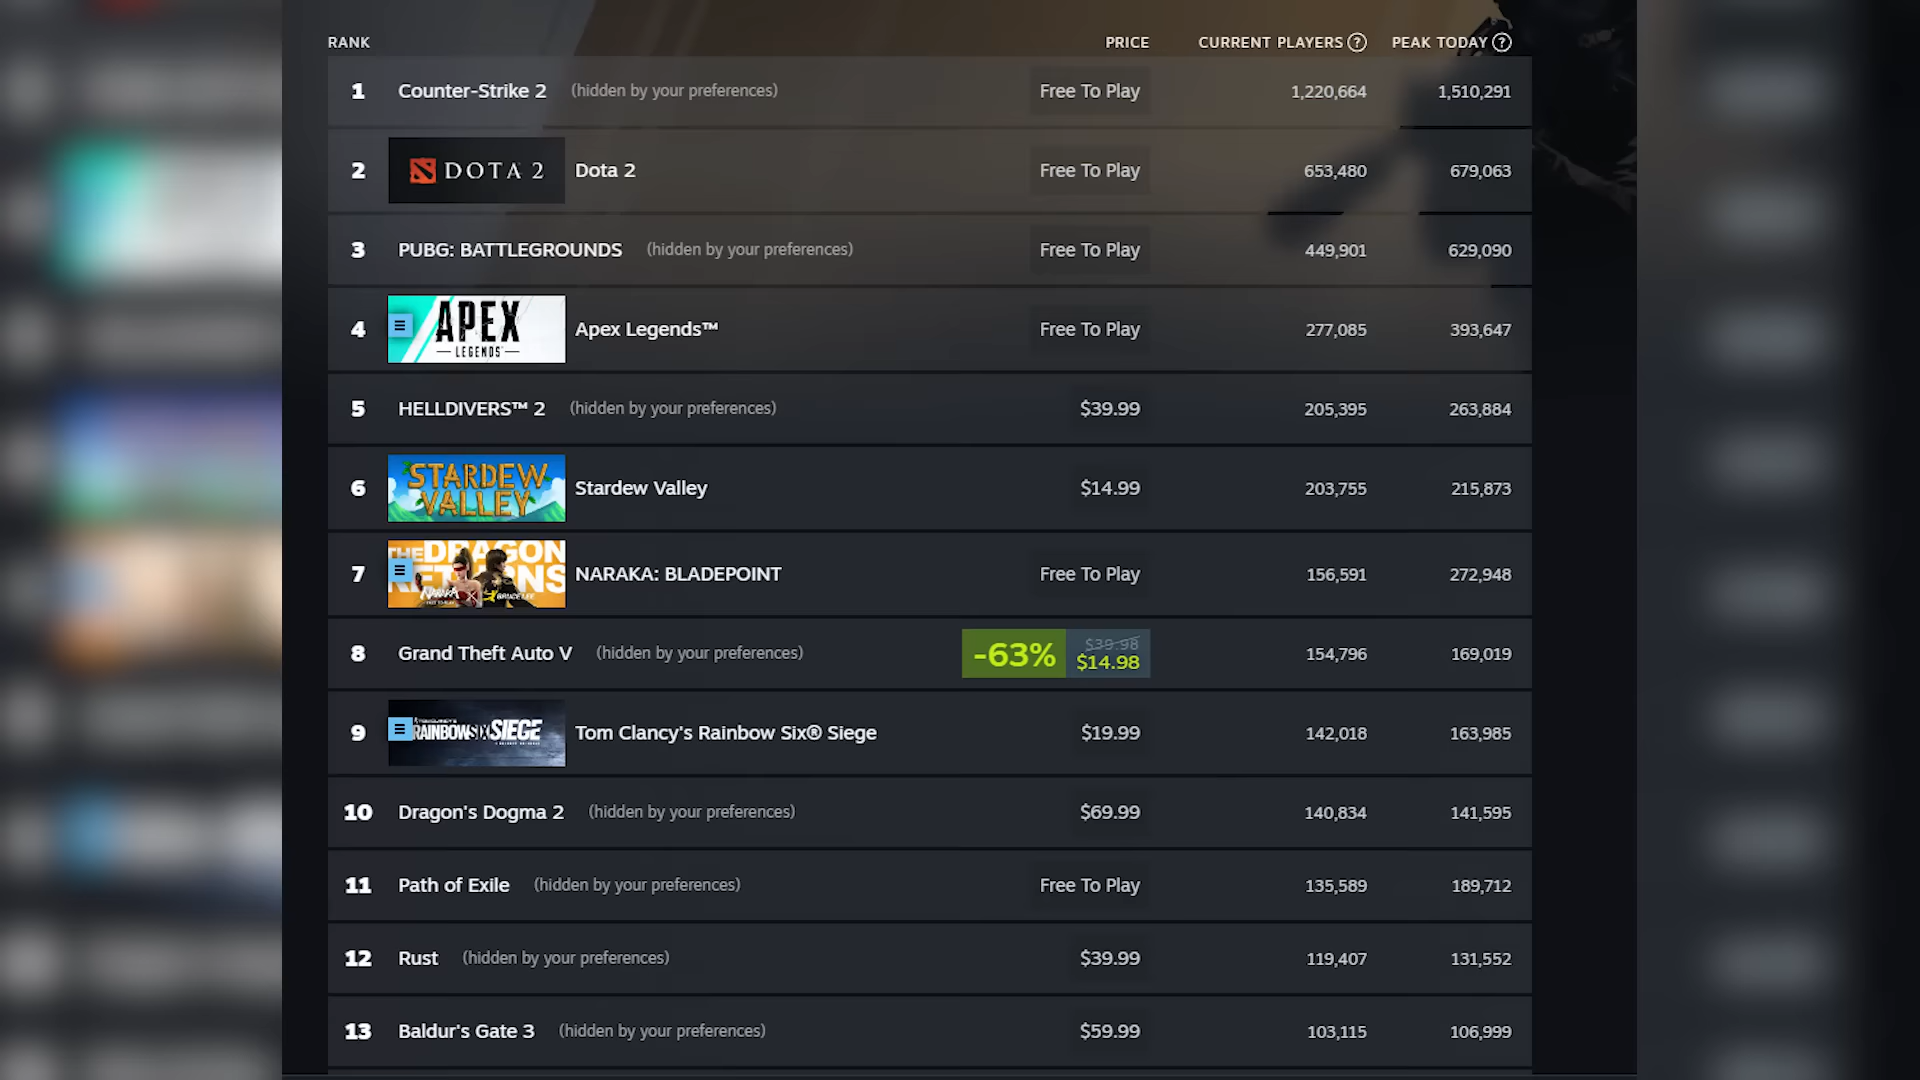 RANK PRICE CURRENT PLAYERS ? PEAK TODAY ?
1 Counter-Strike 2 (hidden by your preferences) Free To Play 1,220,664 1,510,291
2 DOTA 2 Dota 2 Free To Play 653,480 679,063
3 PUBG: BATTLEGROUNDS (hidden by your preferences) Free To Play 449,901 629,090
4 APEX LEGENDS Apex Legends™ Free To Play 277,085 393,647
5 HELLDIVERS™ 2 (hidden by your preferences) $39.99 205,395 263,884
6 STARDEW VALLEY Stardew Valley $14.99 203,755 215,873
7 THE DRAGON RETURNS NARAKA BRUCE LEE NARAKA: BLADEPOINT Free To Play 156,591 272,948
8 Grand Theft Auto V (hidden by your preferences) -63% $39.98 $14.98 154,796 169,019
9 RAINBOWSIX SIEGE Tom Clancy's Rainbow Six® Siege $19.99 142,018 163,985
10 Dragon's Dogma 2 (hidden by your preferences) $69.99 140,834 141,595
11 Path of Exile (hidden by your preferences) Free To Play 135,589 189,712
12 Rust (hidden by your preferences) $39.99 119,407 131,552
13 Baldur's Gate 3 (hidden by your preferences) $59.99 103,115 106,999